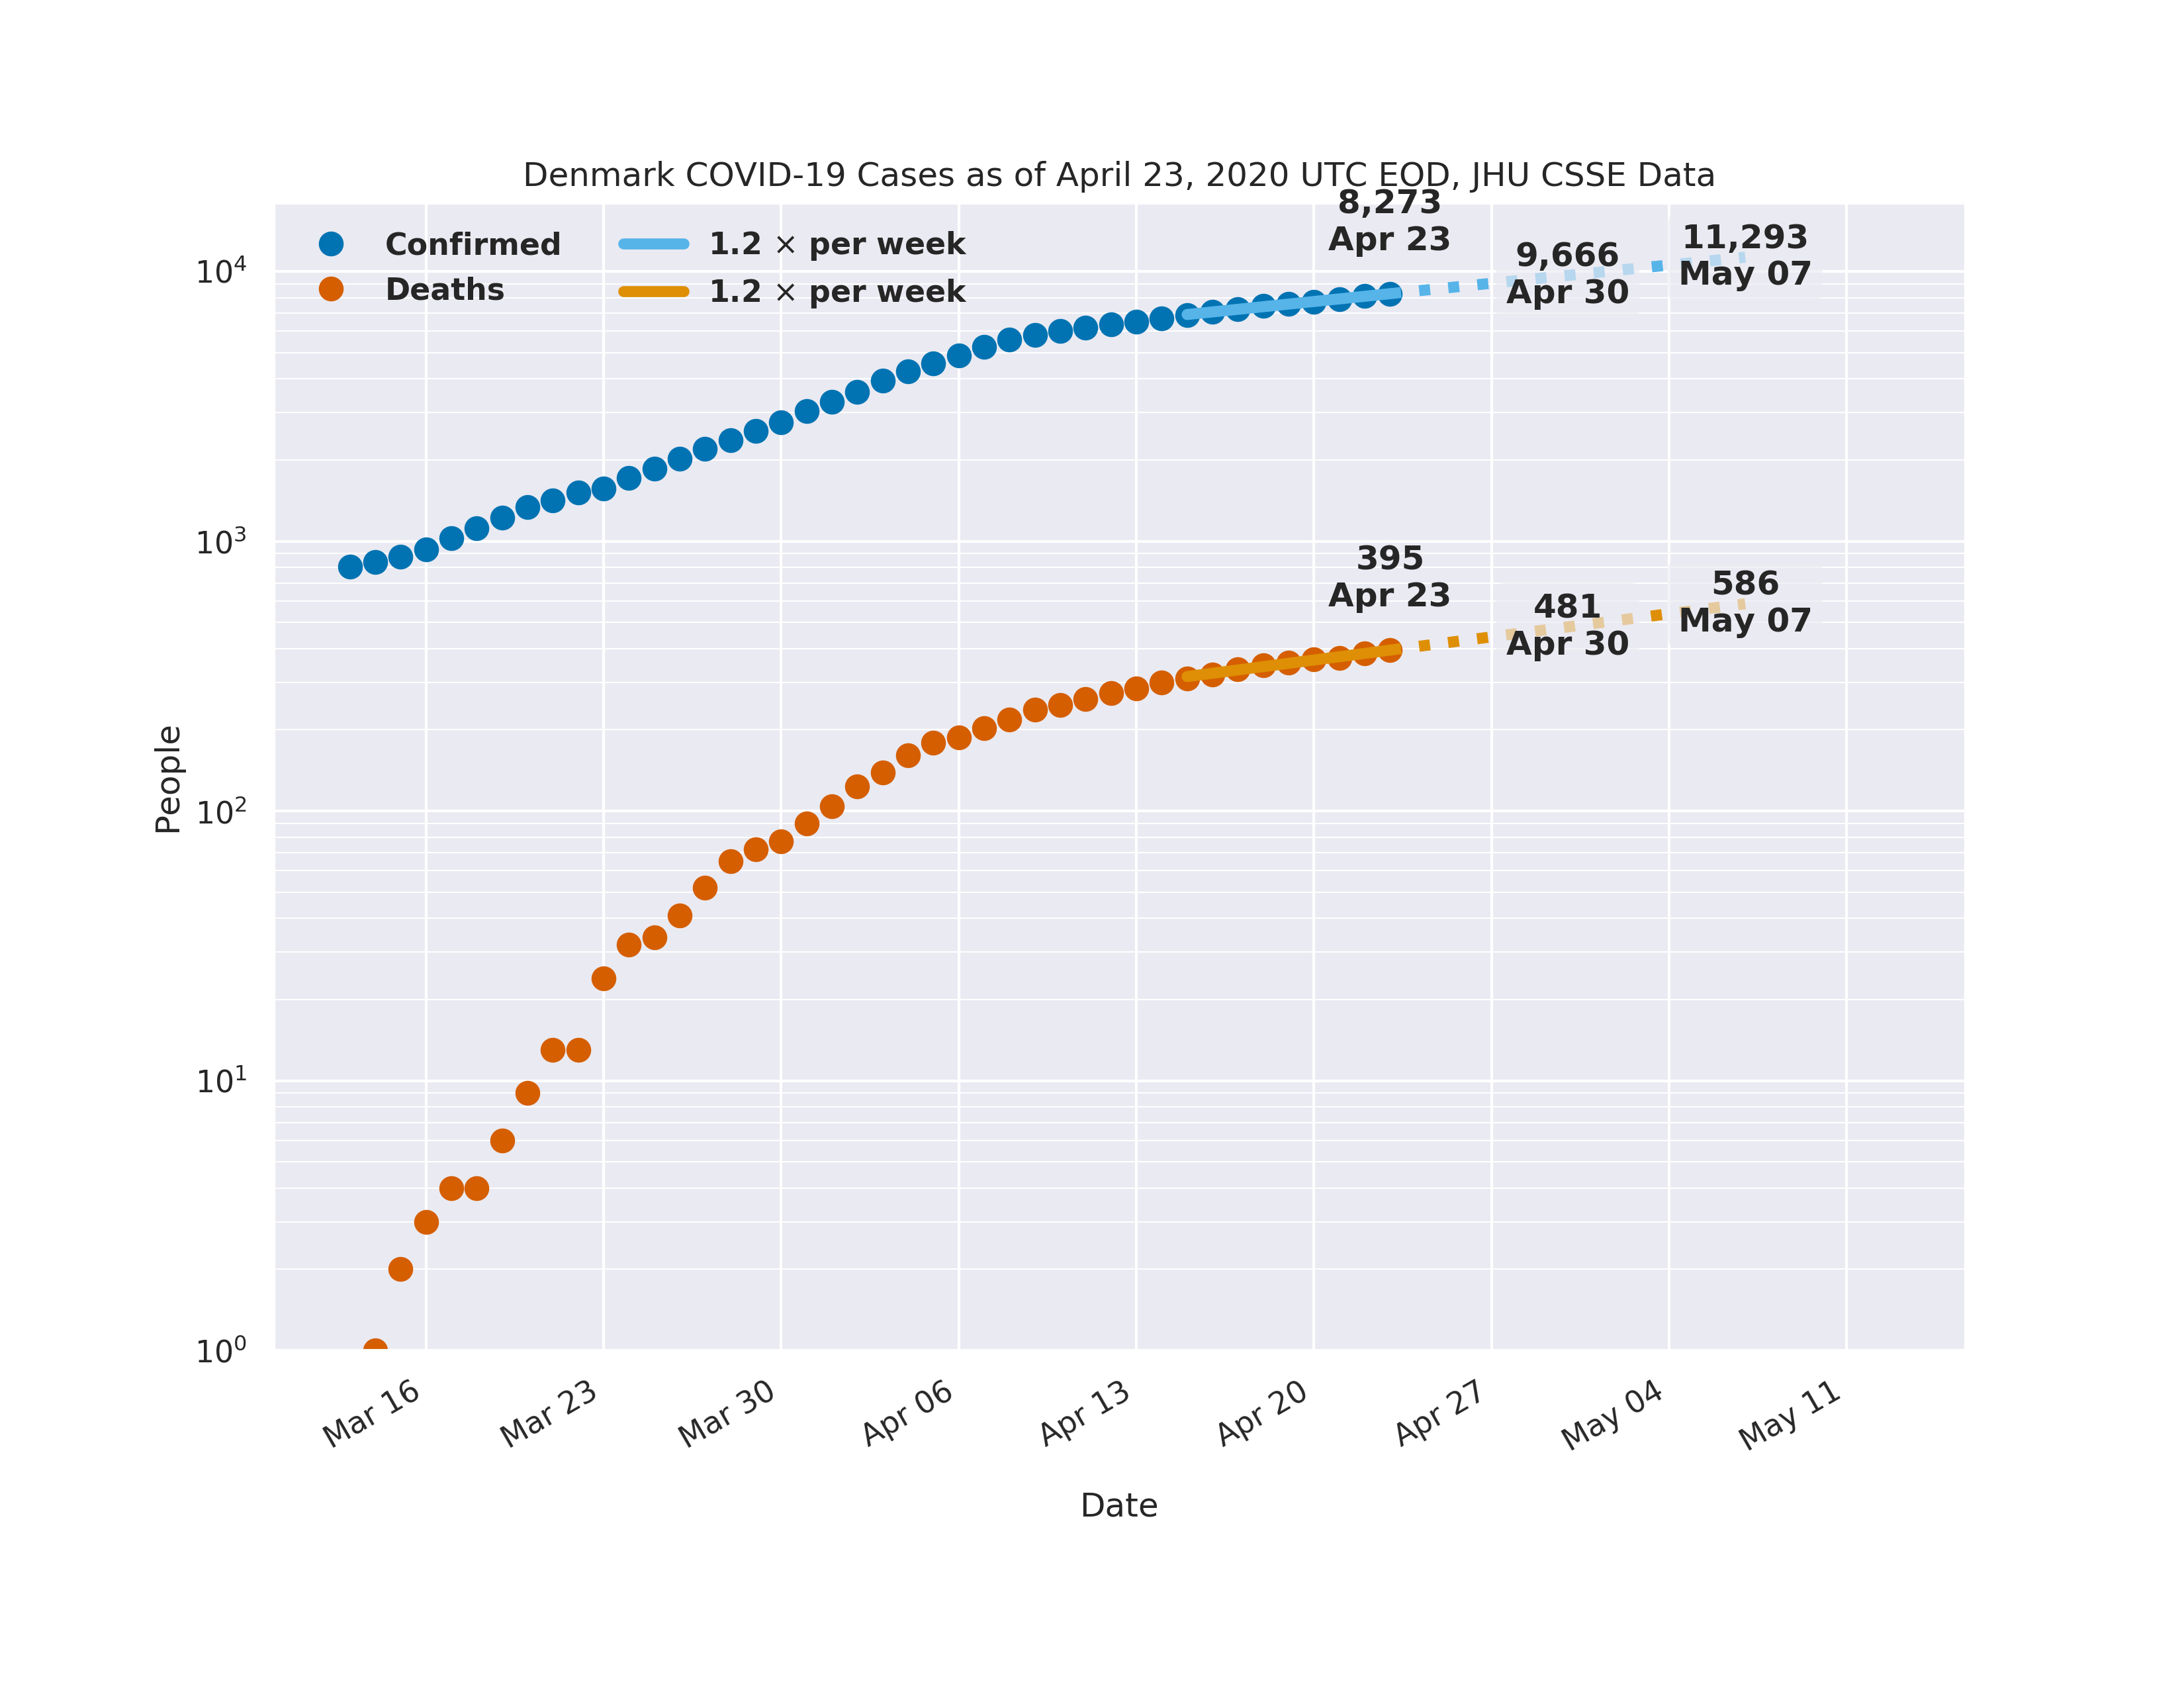 Denmark COVID-19 Cases as of April 23, 2020 UTC EOD, JHU CSSE Data
Confirmed
Deaths
1.2 × per week
1.2 × per week
8,273
Apr 23
9,666
Apr 30
11,293
May 07
395
Apr 23
481
Apr 30
586
May 07
People
10⁴
10³
10²
10¹
10⁰
Mar 16
Mar 23
Mar 30
Apr 06
Apr 13
Apr 20
Apr 27
May 04
May 11
Date